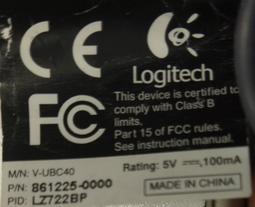 CE
Logitech
FC
This device is certified to
comply with Class B
limits.
Part 15 of FCC rules.
See instruction manual.
M/N: V-UBC40
Rating: 5V ⎓ 100mA
P/N: 861225-0000
MADE IN CHINA
PID: LZ722BP